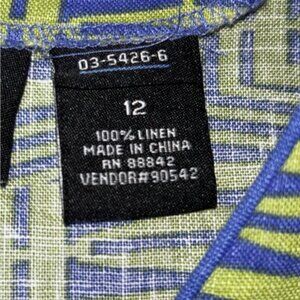 03-5426-6
12
100% LINEN
MADE IN CHINA
RN 88842
VENDOR#90542